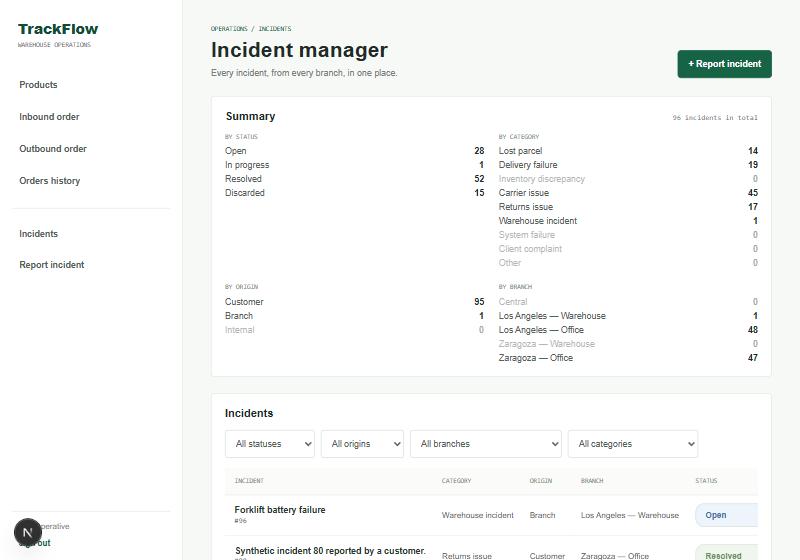 TrackFlow
WAREHOUSE OPERATIONS
Products
Inbound order
Outbound order
Orders history
Incidents
Report incident
N
OPERATIONS / INCIDENTS
Incident manager
Every incident, from every branch, in one place.
+ Report incident
Summary
96 incidents in total
BY STATUS
Open 28
In progress 1
Resolved 52
Discarded 15
BY CATEGORY
Lost parcel 14
Delivery failure 19
Inventory discrepancy 0
Carrier issue 45
Returns issue 17
Warehouse incident 1
System failure 0
Client complaint 0
Other 0
BY ORIGIN
Customer 95
Branch 1
Internal 0
BY BRANCH
Central 0
Los Angeles — Warehouse 1
Los Angeles — Office 48
Zaragoza — Warehouse 0
Zaragoza — Office 47
Incidents
All statuses All origins All branches All categories
INCIDENT CATEGORY ORIGIN BRANCH STATUS
Forklift battery failure
#96
Warehouse incident Branch Los Angeles — Warehouse Open
Synthetic incident 80 reported by a customer.
Returns issue Customer Zaragoza — Office Resolved